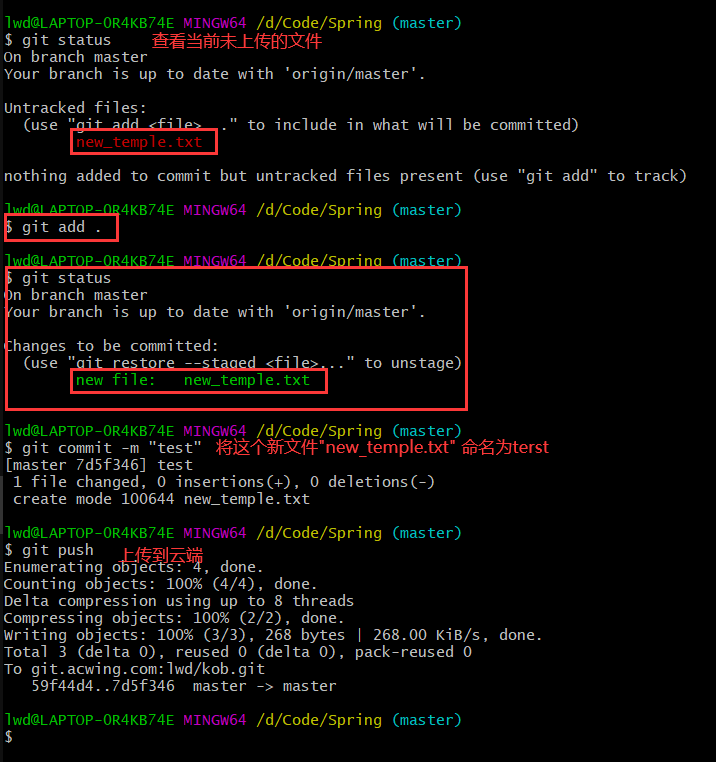 lwd@LAPTOP-OR4KB74E MINGW64 /d/Code/Spring (master)
$ git status 查看当前未上传的文件
On branch master
Your branch is up to date with 'origin/master'.
Untracked files:
(use "git add <file>..." to include in what will be committed)
new_temple.txt
nothing added to commit but untracked files present (use "git add" to track)
lwd@LAPTOP-OR4KB74E MINGW64 /d/Code/Spring (master)
$ git add .
lwd@LAPTOP-OR4KB74E MINGW64 /d/Code/Spring (master)
$ git status
On branch master
Your branch is up to date with 'origin/master'.
Changes to be committed:
(use "git restore --staged <file>..." to unstage)
new file: new_temple.txt
lwd@LAPTOP-OR4KB74E MINGW64 /d/Code/Spring (master)
$ git commit -m "test" 将这个新文件"new_temple.txt" 命名为terst
[master 7d5f346] test
1 file changed, 0 insertions(+), 0 deletions(-)
create mode 100644 new_temple.txt
lwd@LAPTOP-OR4KB74E MINGW64 /d/Code/Spring (master)
$ git push 上传到云端
Enumerating objects: 4, done.
Counting objects: 100% (4/4), done.
Delta compression using up to 8 threads
Compressing objects: 100% (2/2), done.
Writing objects: 100% (3/3), 268 bytes | 268.00 KiB/s, done.
Total 3 (delta 0), reused 0 (delta 0), pack-reused 0
To git.acwing.com:lwd/kob.git
59f44d4..7d5f346 master -> master
lwd@LAPTOP-OR4KB74E MINGW64 /d/Code/Spring (master)
$